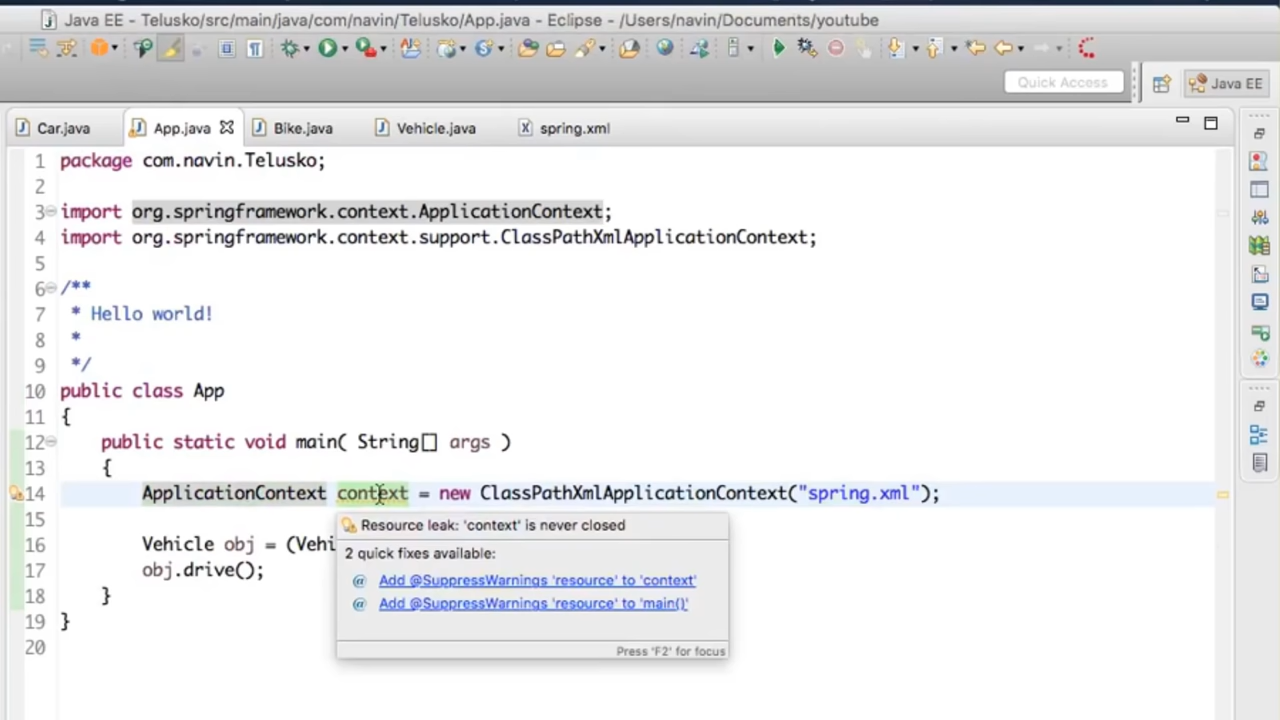 Java EE - Telusko/src/main/java/com/navin/Telusko/App.java - Eclipse - /Users/navin/Documents/youtube
Quick Access
Java EE
Car.java
App.java
Bike.java
Vehicle.java
spring.xml
1 package com.navin.Telusko;
2
3 import org.springframework.context.ApplicationContext;
4 import org.springframework.context.support.ClassPathXmlApplicationContext;
5
6 /**
7 * Hello world!
8 *
9 */
10 public class App
11 {
12 public static void main( String[] args )
13 {
14 ApplicationContext context = new ClassPathXmlApplicationContext("spring.xml");
15
16 Vehicle obj = (Vehi
17 obj.drive();
18 }
19 }
20
Resource leak: 'context' is never closed
2 quick fixes available:
@ Add @SuppressWarnings 'resource' to 'context'
@ Add @SuppressWarnings 'resource' to 'main()'
Press 'F2' for focus